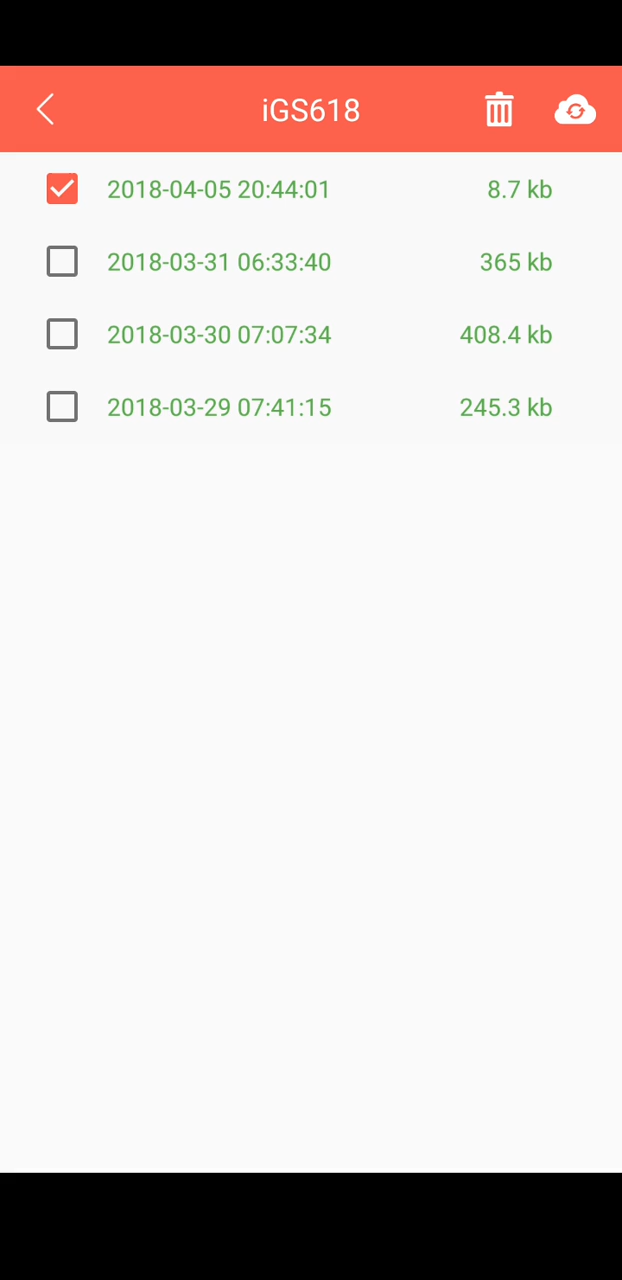 iGS618
2018-04-05 20:44:01 8.7 kb
2018-03-31 06:33:40 365 kb
2018-03-30 07:07:34 408.4 kb
2018-03-29 07:41:15 245.3 kb